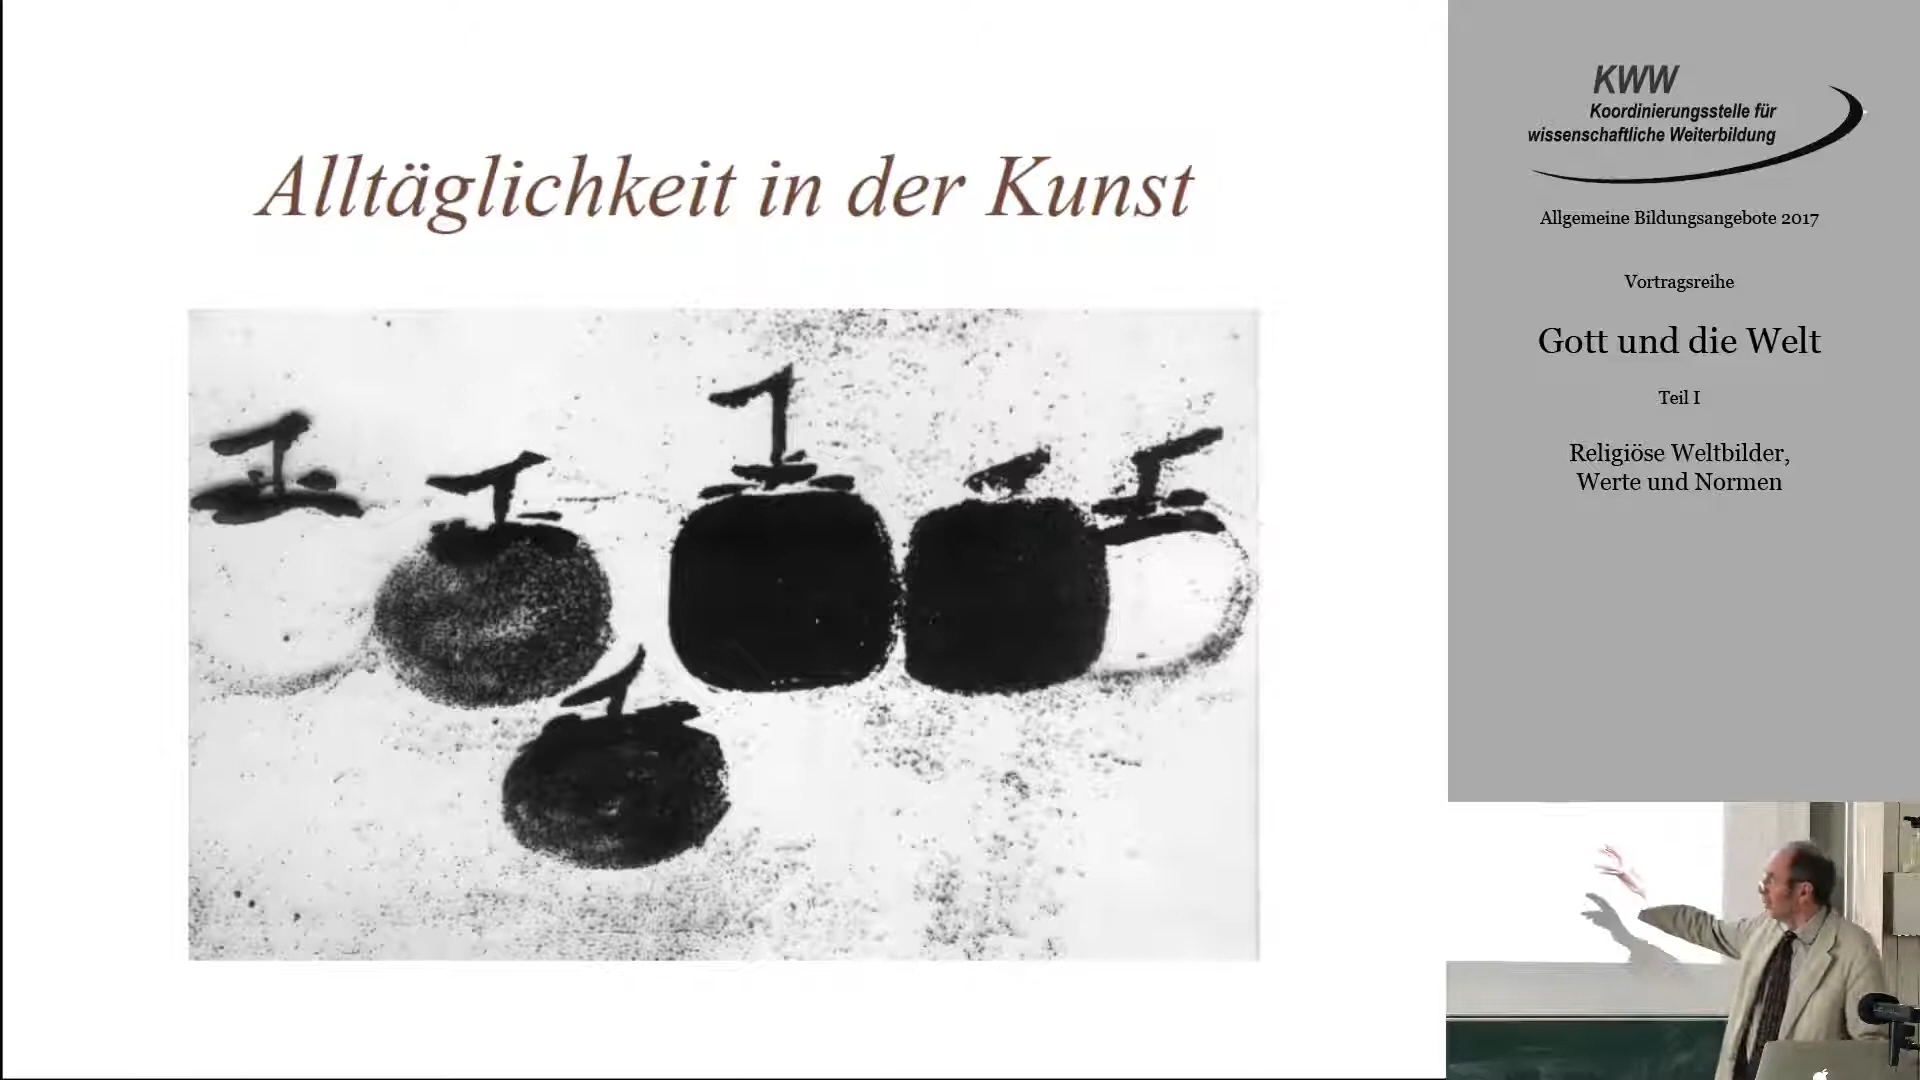 Alltäglichkeit in der Kunst
KWW
Koordinierungsstelle für
wissenschaftliche Weiterbildung
Allgemeine Bildungsangebote 2017
Vortragsreihe
Gott und die Welt
Teil I
Religiöse Weltbilder,
Werte und Normen